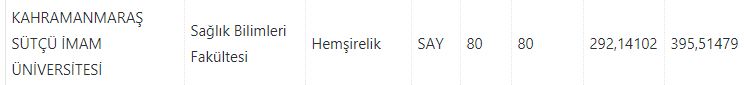 KAHRAMANMARAŞ
SÜTÇÜ İMAM
ÜNİVERSİTESİ
Sağlık Bilimleri
Fakültesi
Hemşirelik
SAY
80
80
292,14102
395,51479